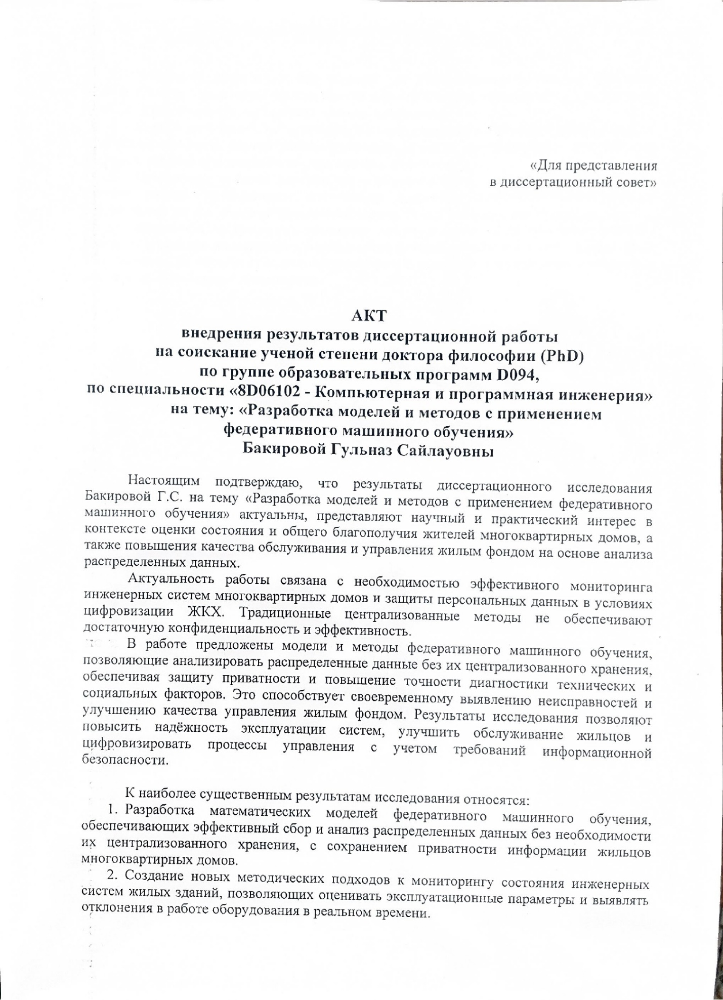 «Для представления
в диссертационный совет»
АКТ
внедрения результатов диссертационной работы
на соискание ученой степени доктора философии (PhD)
по группе образовательных программ D094,
по специальности «8D06102 - Компьютерная и программная инженерия»
на тему: «Разработка моделей и методов с применением
федеративного машинного обучения»
Бакировой Гульназ Сайлауовны
Настоящим подтверждаю, что результаты диссертационного исследования
Бакировой Г.С. на тему «Разработка моделей и методов с применением федеративного
машинного обучения» актуальны, представляют научный и практический интерес в
контексте оценки состояния и общего благополучия жителей многоквартирных домов, а
также повышения качества обслуживания и управления жилым фондом на основе анализа
распределенных данных.
Актуальность работы связана с необходимостью эффективного мониторинга
инженерных систем многоквартирных домов и защиты персональных данных в условиях
цифровизации ЖКХ. Традиционные централизованные методы не обеспечивают
достаточную конфиденциальность и эффективность.
В работе предложены модели и методы федеративного машинного обучения,
позволяющие анализировать распределенные данные без их централизованного хранения,
обеспечивая защиту приватности и повышение точности диагностики технических и
социальных факторов. Это способствует своевременному выявлению неисправностей и
улучшению качества управления жилым фондом. Результаты исследования позволяют
повысить надёжность эксплуатации систем, улучшить обслуживание жильцов и
цифровизировать процессы управления с учетом требований информационной
безопасности.
К наиболее существенным результатам исследования относятся:
1. Разработка математических моделей федеративного машинного обучения,
обеспечивающих эффективный сбор и анализ распределенных данных без необходимости
их централизованного хранения, с сохранением приватности информации жильцов
многоквартирных домов.
2. Создание новых методических подходов к мониторингу состояния инженерных
систем жилых зданий, позволяющих оценивать эксплуатационные параметры и выявлять
отклонения в работе оборудования в реальном времени.